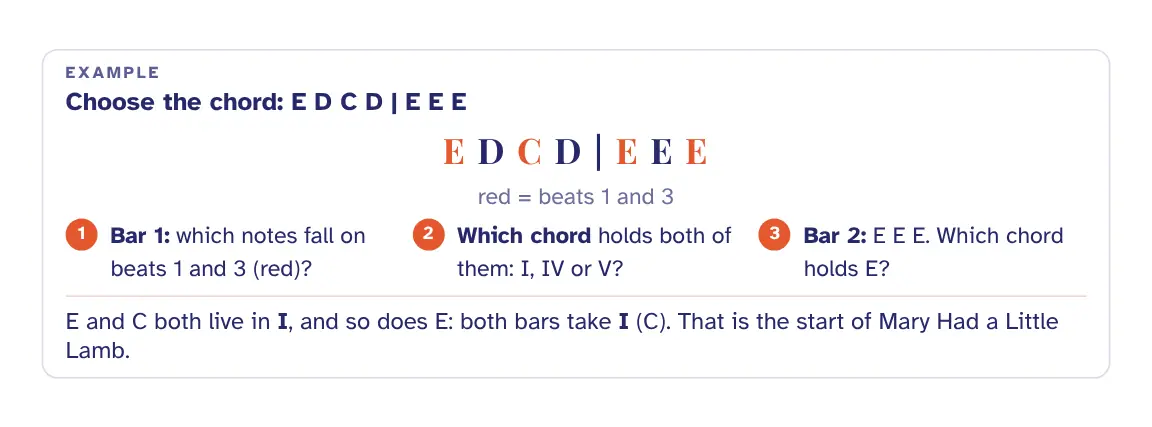 EXAMPLE
Choose the chord: E D C D | E E E
E D C D | E E E
red = beats 1 and 3
1 Bar 1: which notes fall on
beats 1 and 3 (red)?
2 Which chord holds both of
them: I, IV or V?
3 Bar 2: E E E. Which chord
holds E?
E and C both live in I, and so does E: both bars take I (C). That is the start of Mary Had a Little
Lamb.